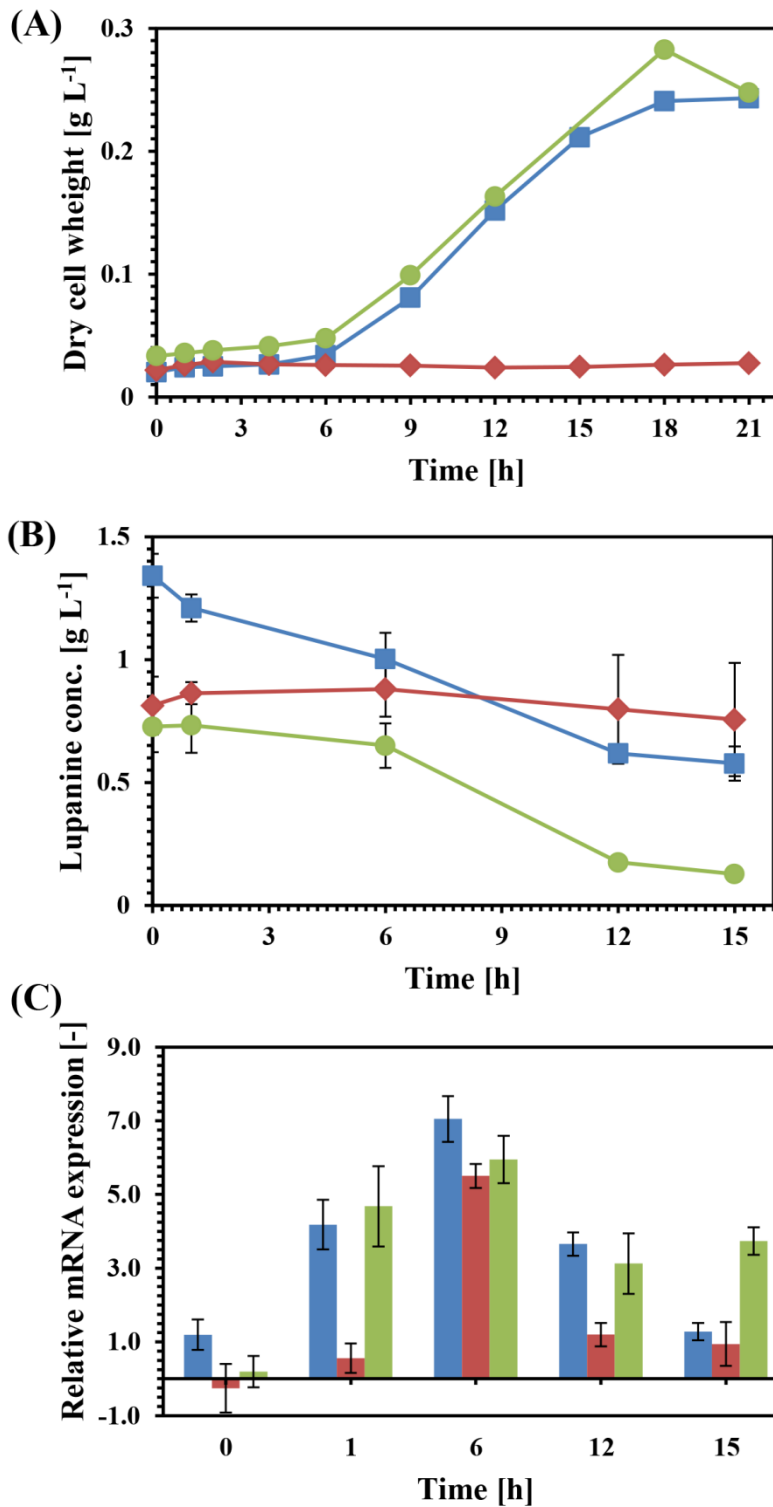 (A)
Dry cell wheight [g L-1]
0.3
0.2
0.1
0
0 3 6 9 12 15 18 21
Time [h]
(B)
Lupanine conc. [g L-1]
1.5
1
0.5
0
0 3 6 9 12 15
Time [h]
(C)
Relative mRNA expression [-]
9.0
7.0
5.0
3.0
1.0
-1.0
0 1 6 12 15
Time [h]